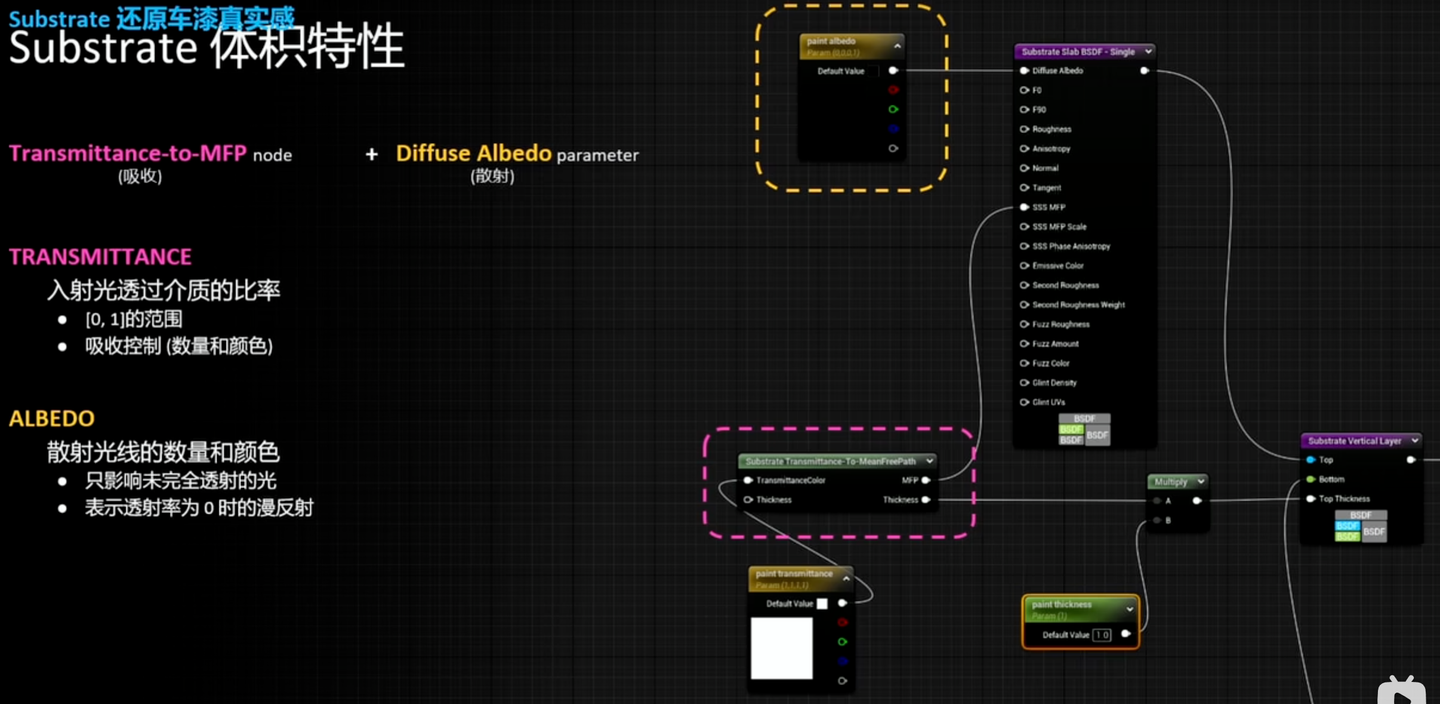 Substrate 还原车漆真实感
Substrate 体积特性
Transmittance-to-MFP node
(吸收)
+ Diffuse Albedo parameter
(散射)
TRANSMITTANCE
入射光透过介质的比率
● [0, 1]的范围
● 吸收控制 (数量和颜色)
ALBEDO
散射光线的数量和颜色
● 只影响未完全透射的光
● 表示透射率为 0 时的漫反射
paint albedo
Param (0,0,0,1)
Default Value
Substrate Slab BSDF - Single
Diffuse Albedo
F0
F90
Roughness
Anisotropy
Normal
Tangent
SSS MFP
SSS MFP Scale
SSS Phase Anisotropy
Emissive Color
Second Roughness
Second Roughness Weight
Fuzz Roughness
Fuzz Amount
Fuzz Color
Glint Density
Glint UVs
BSDF
BSDF
BSDF
BSDF
Substrate Transmittance-To-MeanFreePath
TransmittanceColor MFP
Thickness Thickness
paint transmittance
Param (1,1,1,1)
Default Value
Multiply
A
B
paint thickness
Param (1)
Default Value 1.0
Substrate Vertical Layer
Top
Bottom
Top Thickness
BSDF
BSDF
BSDF
BSDF